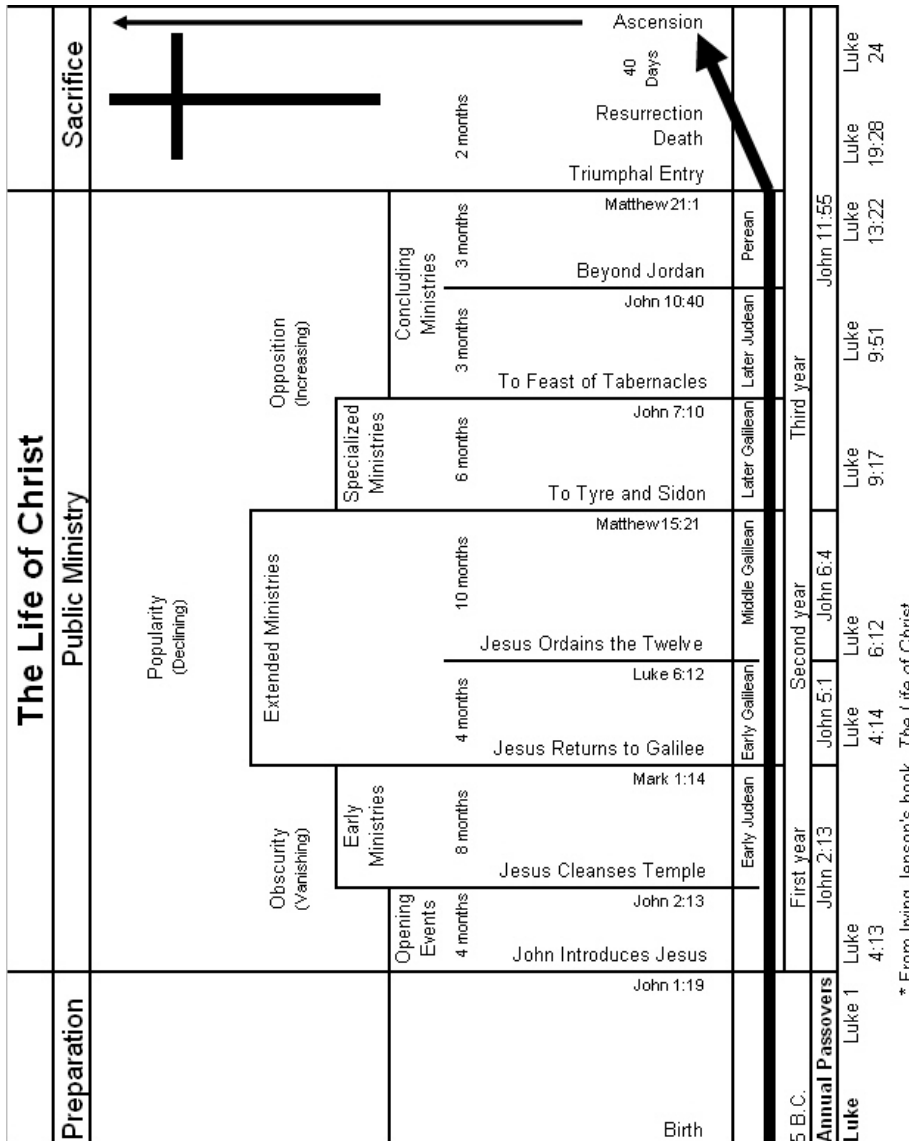 The Life of Christ
Preparation
Public Ministry
Sacrifice
Popularity
(Declining)
Obscurity
(Vanishing)
Opposition
(Increasing)
Extended Ministries
Early
Ministries
Specialized
Ministries
Opening
Events
Concluding
Ministries
4 months
8 months
4 months
10 months
6 months
3 months
3 months
2 months
Birth
John 1:19
John Introduces Jesus
John 2:13
Jesus Cleanses Temple
Mark 1:14
Jesus Returns to Galilee
Luke 6:12
Jesus Ordains the Twelve
Matthew 15:21
To Tyre and Sidon
John 7:10
To Feast of Tabernacles
John 10:40
Beyond Jordan
Matthew 21:1
Triumphal Entry
Death
Resurrection
40
Days
Ascension
Early Judean
Early Galilean
Middle Galilean
Later Galilean
Later Judean
Perean
5 B.C.
First year
Second year
Third year
Annual Passovers
John 2:13
John 5:1
John 6:4
John 11:55
Luke
Luke 1
Luke
4:13
Luke
4:14
Luke
6:12
Luke
9:17
Luke
9:51
Luke
13:22
Luke
19:28
Luke
24
* From Irving Jensen's book, The Life of Christ